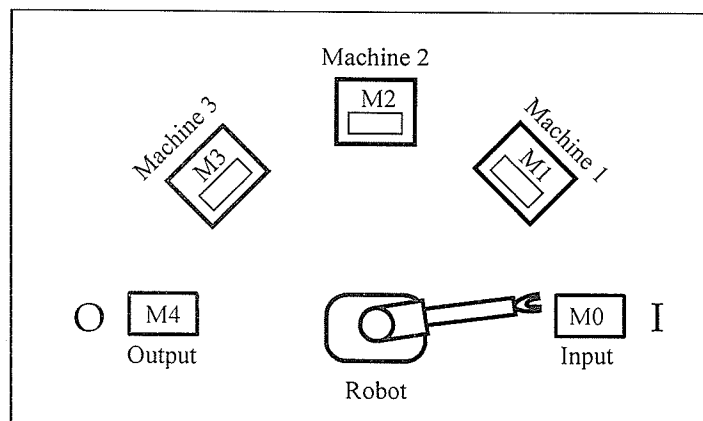 Machine 2
M2
Machine 3
M3
Machine 1
M1
O
M4
Output
Robot
M0
Input
I